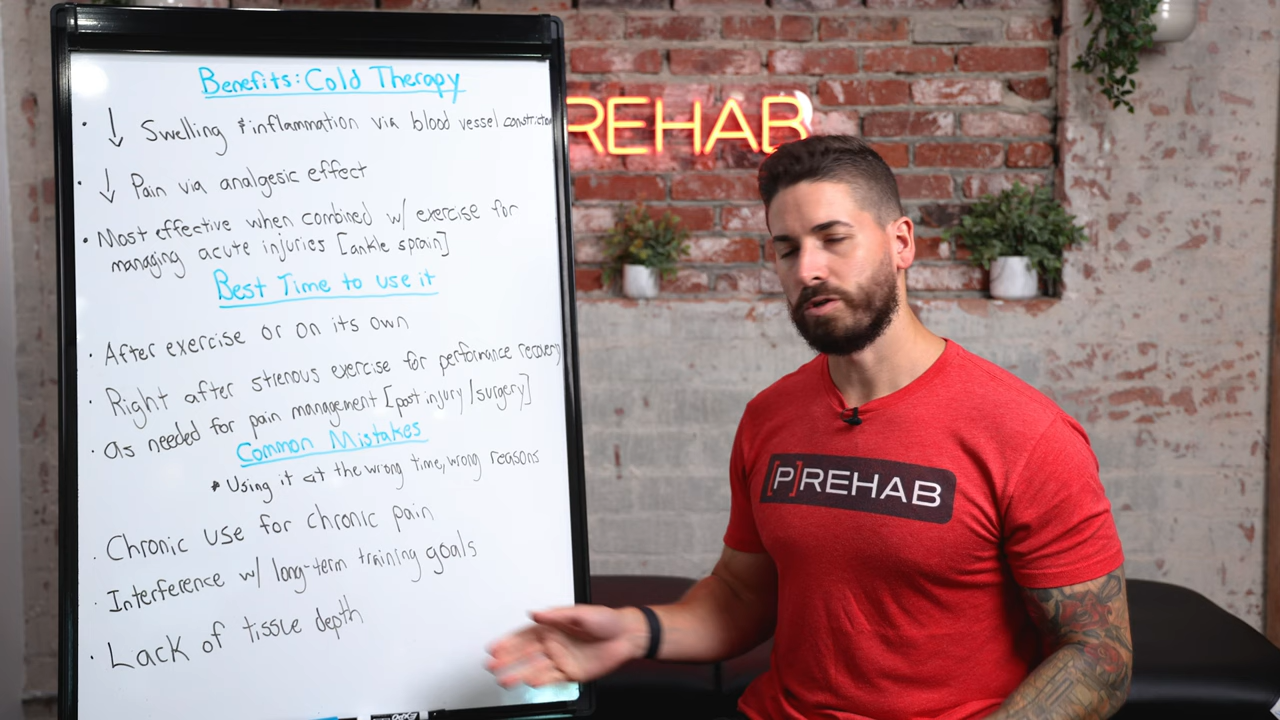 Benefits: Cold Therapy
• ↓ Swelling & inflammation via blood vessel constriction
• ↓ Pain via analgesic effect
• Most effective when combined w/ exercise for
managing acute injuries [ankle sprain]
Best Time to use it
• After exercise or on its own
• Right after strenous exercise for performance recovery
• As needed for pain management [post injury/surgery]
Common Mistakes
* Using it at the wrong time, wrong reasons
• Chronic use for chronic pain
• Interference w/ long-term training goals
• Lack of tissue depth
REHAB
[P]REHAB